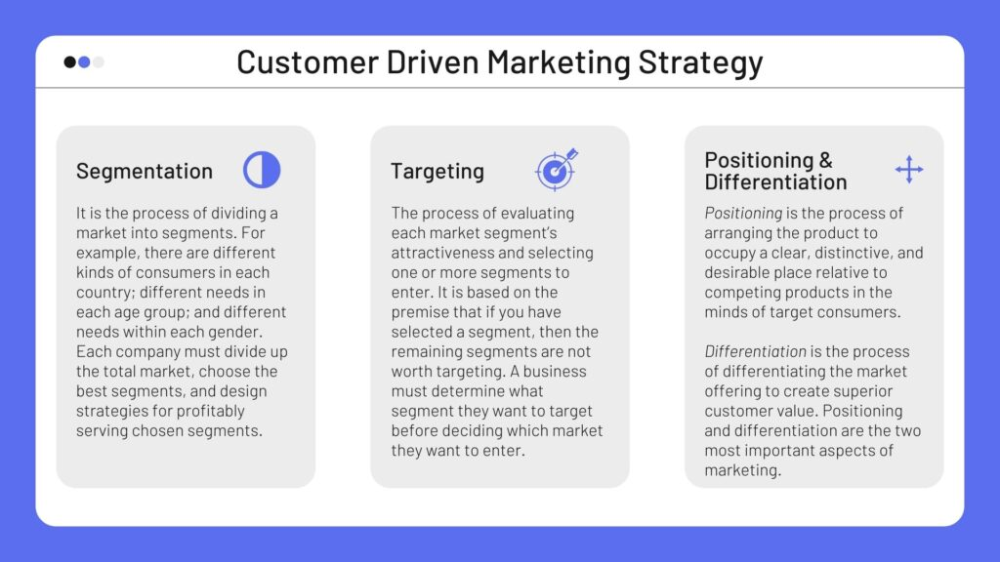 Customer Driven Marketing Strategy
Segmentation
It is the process of dividing a
market into segments. For
example, there are different
kinds of consumers in each
country; different needs in
each age group; and different
needs within each gender.
Each company must divide up
the total market, choose the
best segments, and design
strategies for profitably
serving chosen segments.
Targeting
The process of evaluating
each market segment's
attractiveness and selecting
one or more segments to
enter. It is based on the
premise that if you have
selected a segment, then the
remaining segments are not
worth targeting. A business
must determine what
segment they want to target
before deciding which market
they want to enter.
Positioning &
Differentiation
Positioning is the process of
arranging the product to
occupy a clear, distinctive, and
desirable place relative to
competing products in the
minds of target consumers.
Differentiation is the process
of differentiating the market
offering to create superior
customer value. Positioning
and differentiation are the two
most important aspects of
marketing.